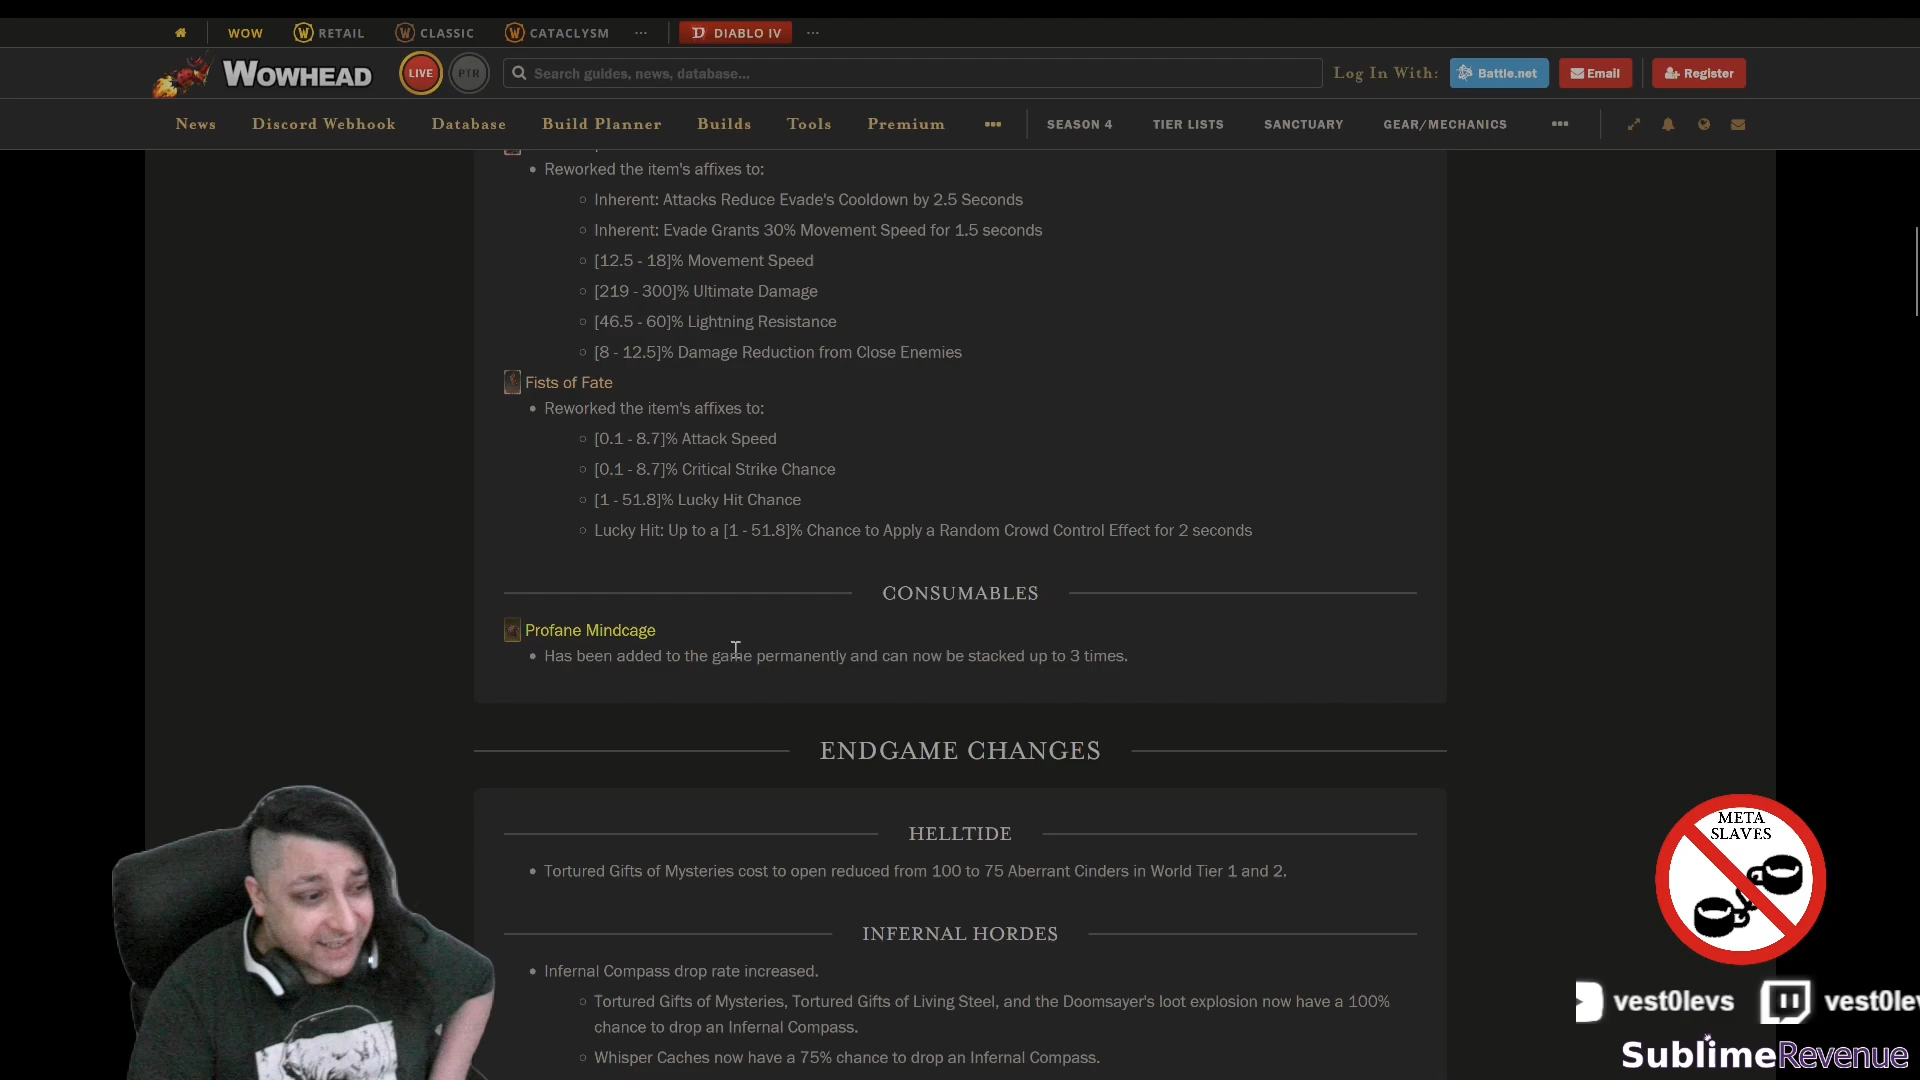 WOW RETAIL CLASSIC CATACLYSM ... DIABLO IV ...
WOWHEAD LIVE PTR Search guides, news, database... Log In With: Battle.net Email Register
News Discord Webhook Database Build Planner Builds Tools Premium ••• SEASON 4 TIER LISTS SANCTUARY GEAR/MECHANICS •••
• Reworked the item's affixes to:
○ Inherent: Attacks Reduce Evade's Cooldown by 2.5 Seconds
○ Inherent: Evade Grants 30% Movement Speed for 1.5 seconds
○ [12.5 - 18]% Movement Speed
○ [219 - 300]% Ultimate Damage
○ [46.5 - 60]% Lightning Resistance
○ [8 - 12.5]% Damage Reduction from Close Enemies
Fists of Fate
• Reworked the item's affixes to:
○ [0.1 - 8.7]% Attack Speed
○ [0.1 - 8.7]% Critical Strike Chance
○ [1 - 51.8]% Lucky Hit Chance
○ Lucky Hit: Up to a [1 - 51.8]% Chance to Apply a Random Crowd Control Effect for 2 seconds
CONSUMABLES
Profane Mindcage
• Has been added to the game permanently and can now be stacked up to 3 times.
ENDGAME CHANGES
HELLTIDE
• Tortured Gifts of Mysteries cost to open reduced from 100 to 75 Aberrant Cinders in World Tier 1 and 2.
INFERNAL HORDES
• Infernal Compass drop rate increased.
○ Tortured Gifts of Mysteries, Tortured Gifts of Living Steel, and the Doomsayer's loot explosion now have a 100%
chance to drop an Infernal Compass.
○ Whisper Caches now have a 75% chance to drop an Infernal Compass.
META
SLAVES
vest0levs vest0lev
SublimeRevenue